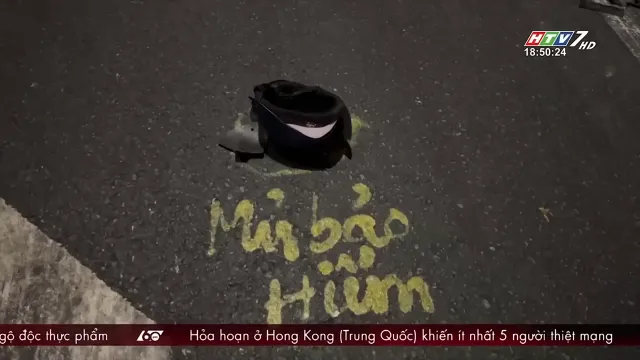 HTV7 HD
18:50:24
Mũ bảo
Hiểm
gộ độc thực phẩm 60 Hỏa hoạn ở Hong Kong (Trung Quốc) khiến ít nhất 5 người thiệt mạng